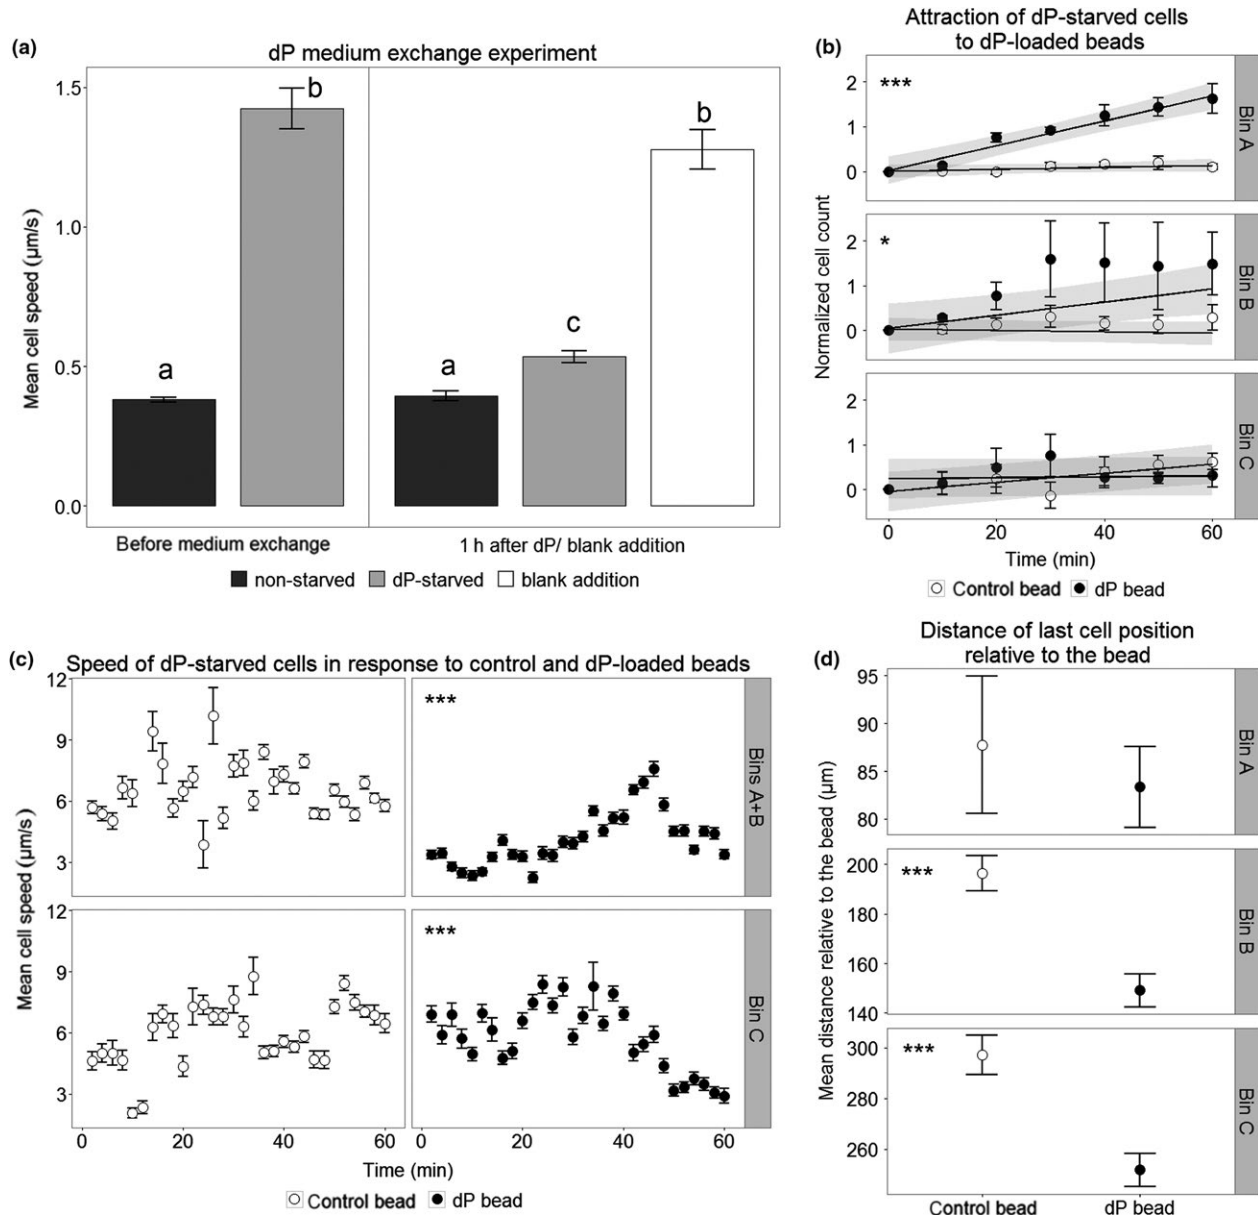 (a)
dP medium exchange experiment
Mean cell speed (µm/s)
1.5
1.0
0.5
0.0
a
b
a
c
b
Before medium exchange
1 h after dP/ blank addition
non-starved
dP-starved
blank addition
(b)
Attraction of dP-starved cells
to dP-loaded beads
Normalized cell count
***
2
1
0
Bin A
*
2
1
0
Bin B
2
1
0
Bin C
0 20 40 60
Time (min)
Control bead
dP bead
(c)
Speed of dP-starved cells in response to control and dP-loaded beads
Mean cell speed (µm/s)
12
9
6
3
***
Bins A+B
12
9
6
3
***
Bin C
0 20 40 60 0 20 40 60
Time (min)
Control bead
dP bead
(d)
Distance of last cell position
relative to the bead
Mean distance relative to the bead (µm)
95
90
85
80
Bin A
***
200
180
160
140
Bin B
***
300
280
260
Bin C
Control bead
dP bead